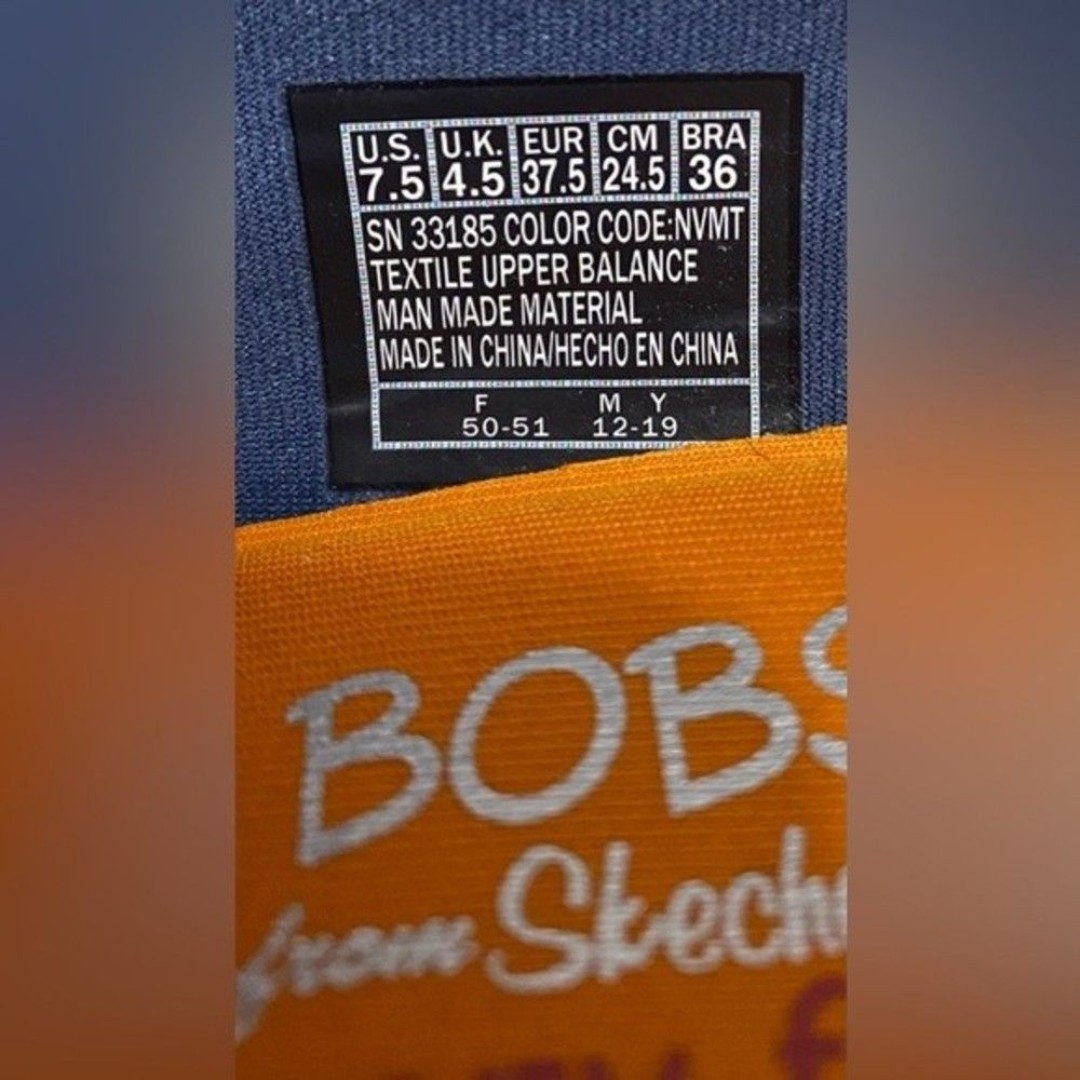 U.S. U.K. EUR CM BRA
7.5 4.5 37.5 24.5 36
SN 33185 COLOR CODE:NVMT
TEXTILE UPPER BALANCE
MAN MADE MATERIAL
MADE IN CHINA/HECHO EN CHINA
F M Y
50-51 12-19
BOBS
from Skech